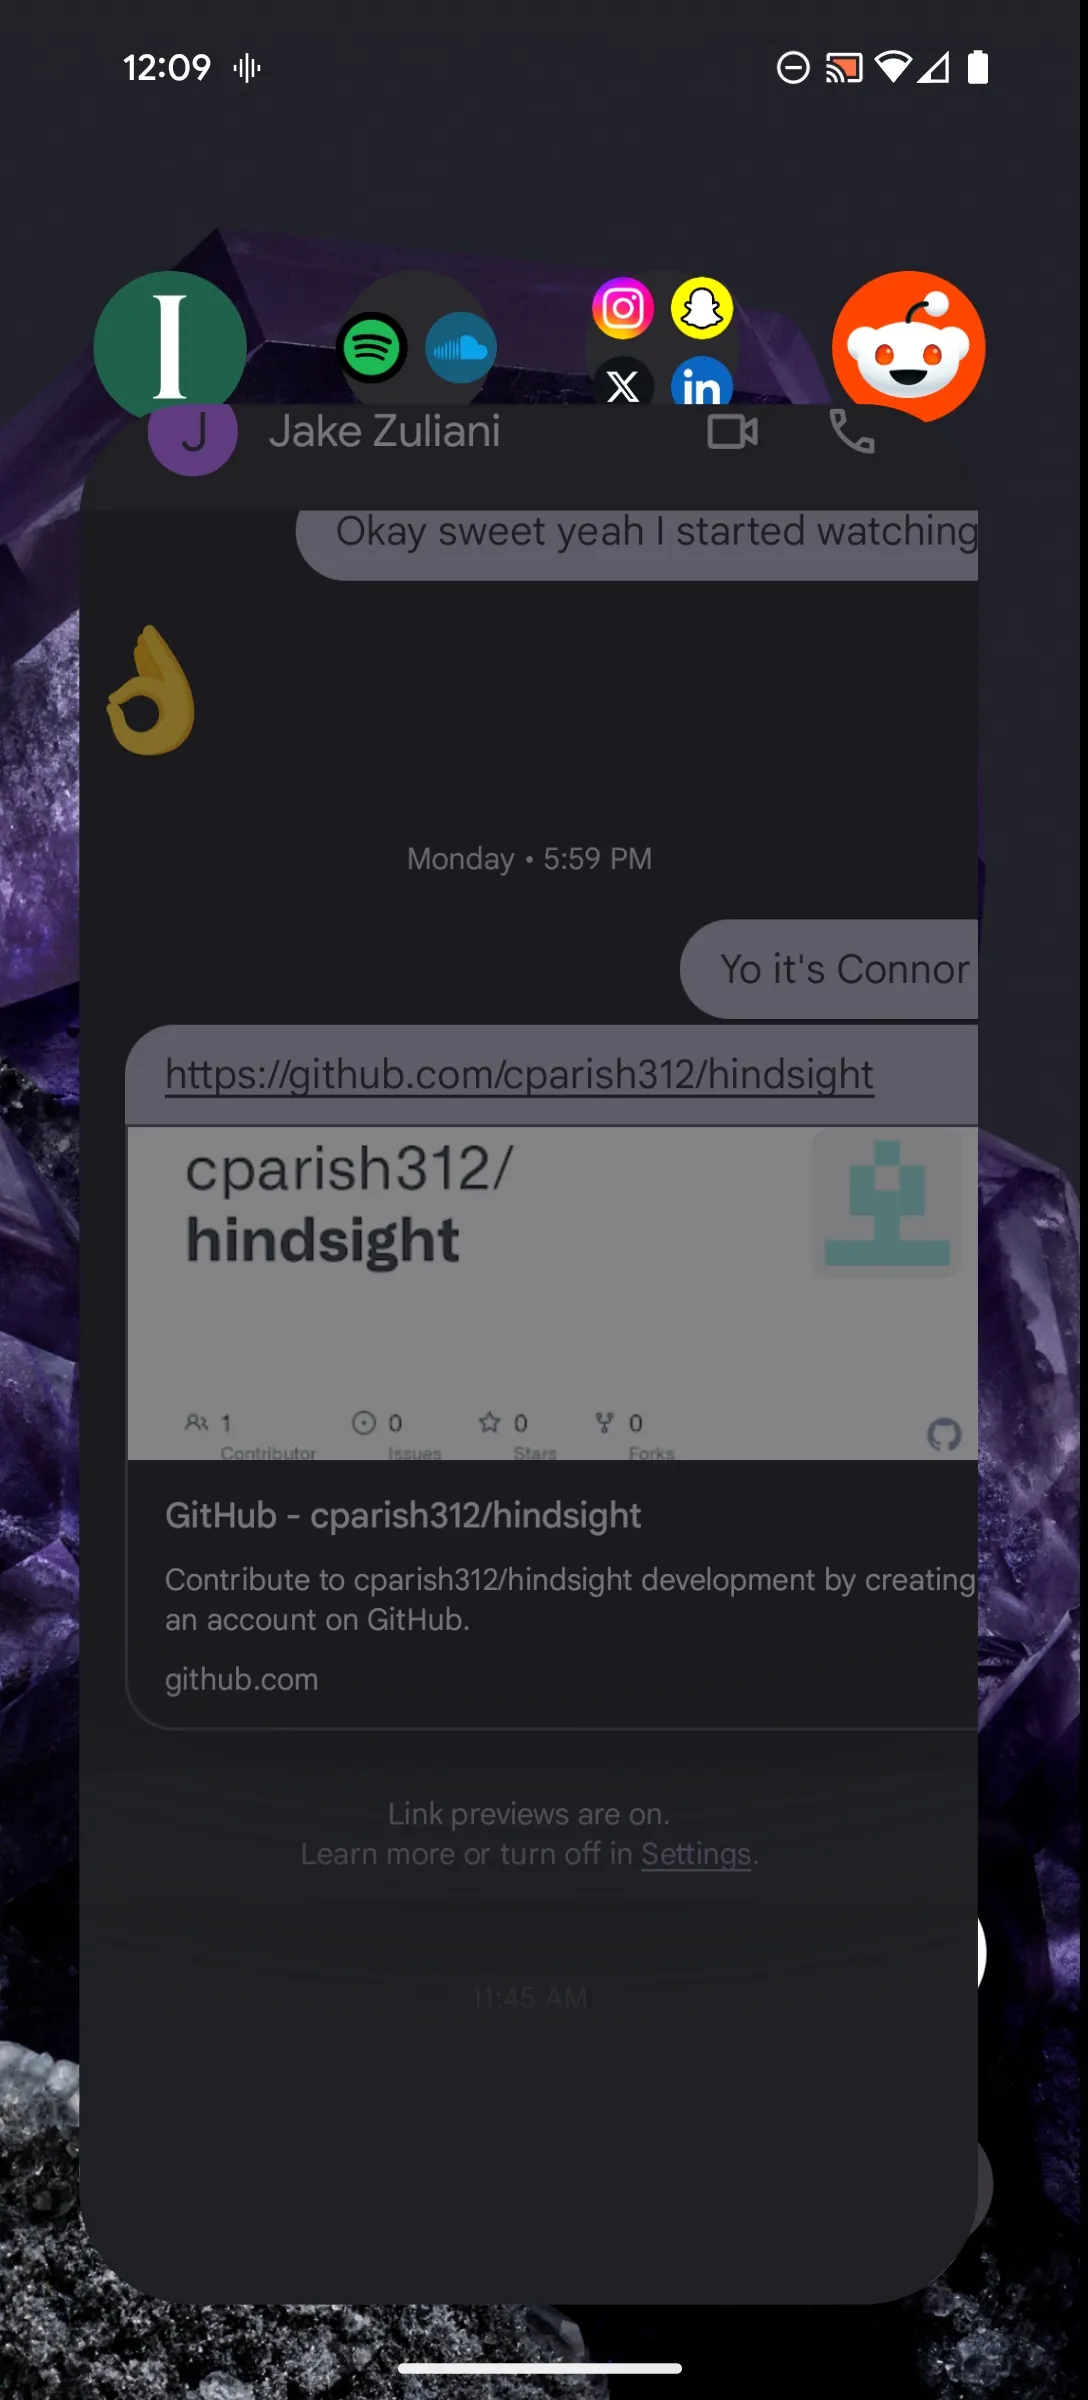 12:09
I
X
in
J
Jake Zuliani
Okay sweet yeah I started watching
Monday • 5:59 PM
Yo it's Connor
https://github.com/cparish312/hindsight
cparish312/
hindsight
1
0
0
0
Contributor
Issues
Stars
Forks
GitHub - cparish312/hindsight
Contribute to cparish312/hindsight development by creating
an account on GitHub.
github.com
Link previews are on.
Learn more or turn off in Settings.
11:45 AM